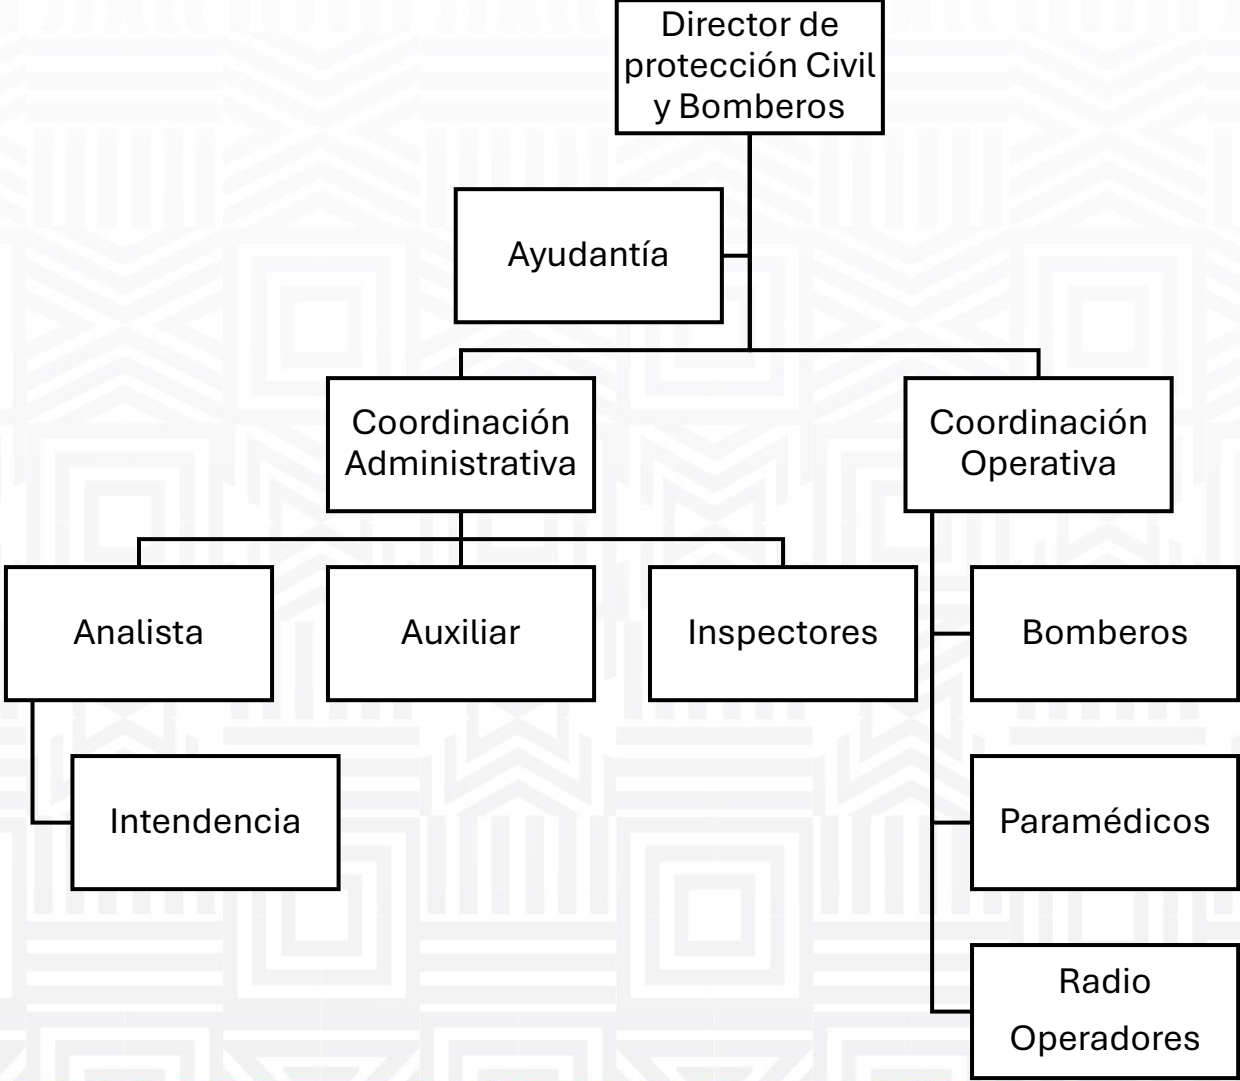 Director de
protección Civil
y Bomberos
Ayudantía
Coordinación
Administrativa
Coordinación
Operativa
Analista
Auxiliar
Inspectores
Bomberos
Intendencia
Paramédicos
Radio
Operadores